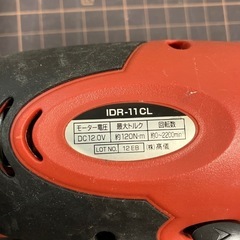 IDR-11CL
モーター電圧 最大トルク 回転数
DC12.0V 約120N·m 約0~2200min⁻¹
LOT NO. 12EB (株)高儀